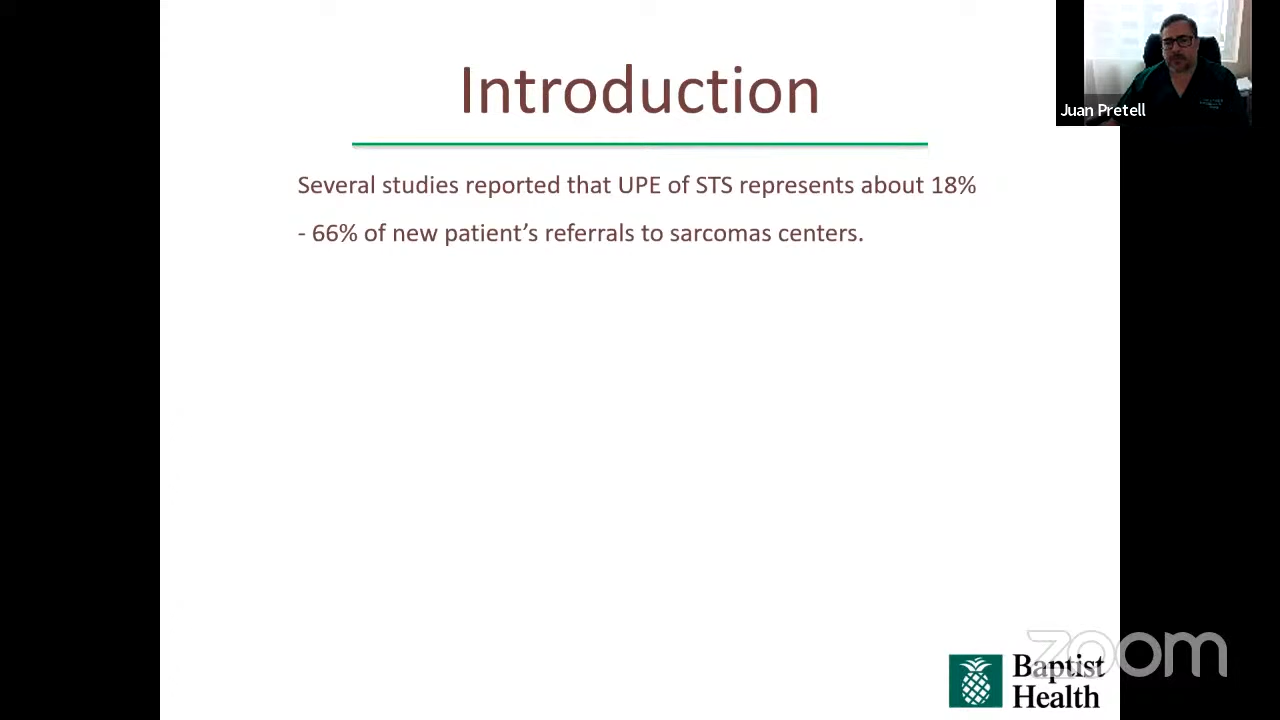 Introduction
Juan Pretell
Several studies reported that UPE of STS represents about 18%
- 66% of new patient’s referrals to sarcomas centers.
zoom
Baptist
Health